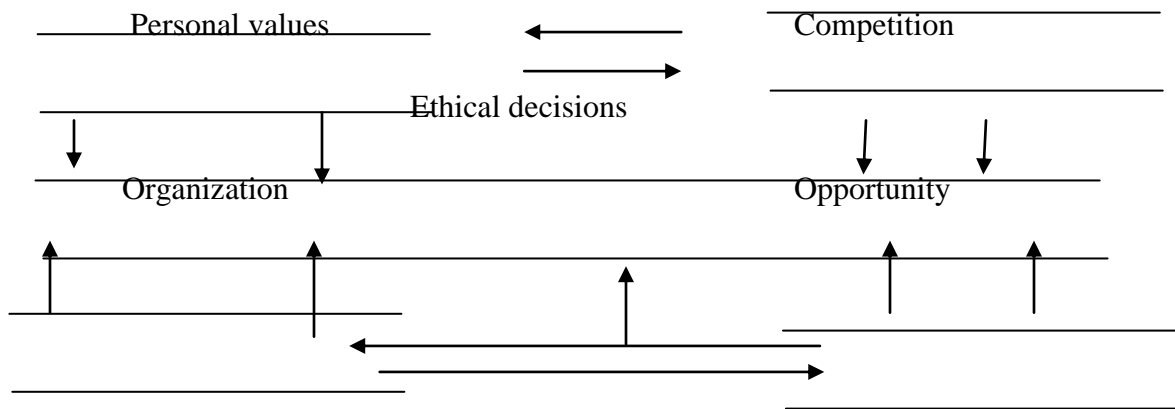 Personal values Competition
Ethical decisions
Organization Opportunity